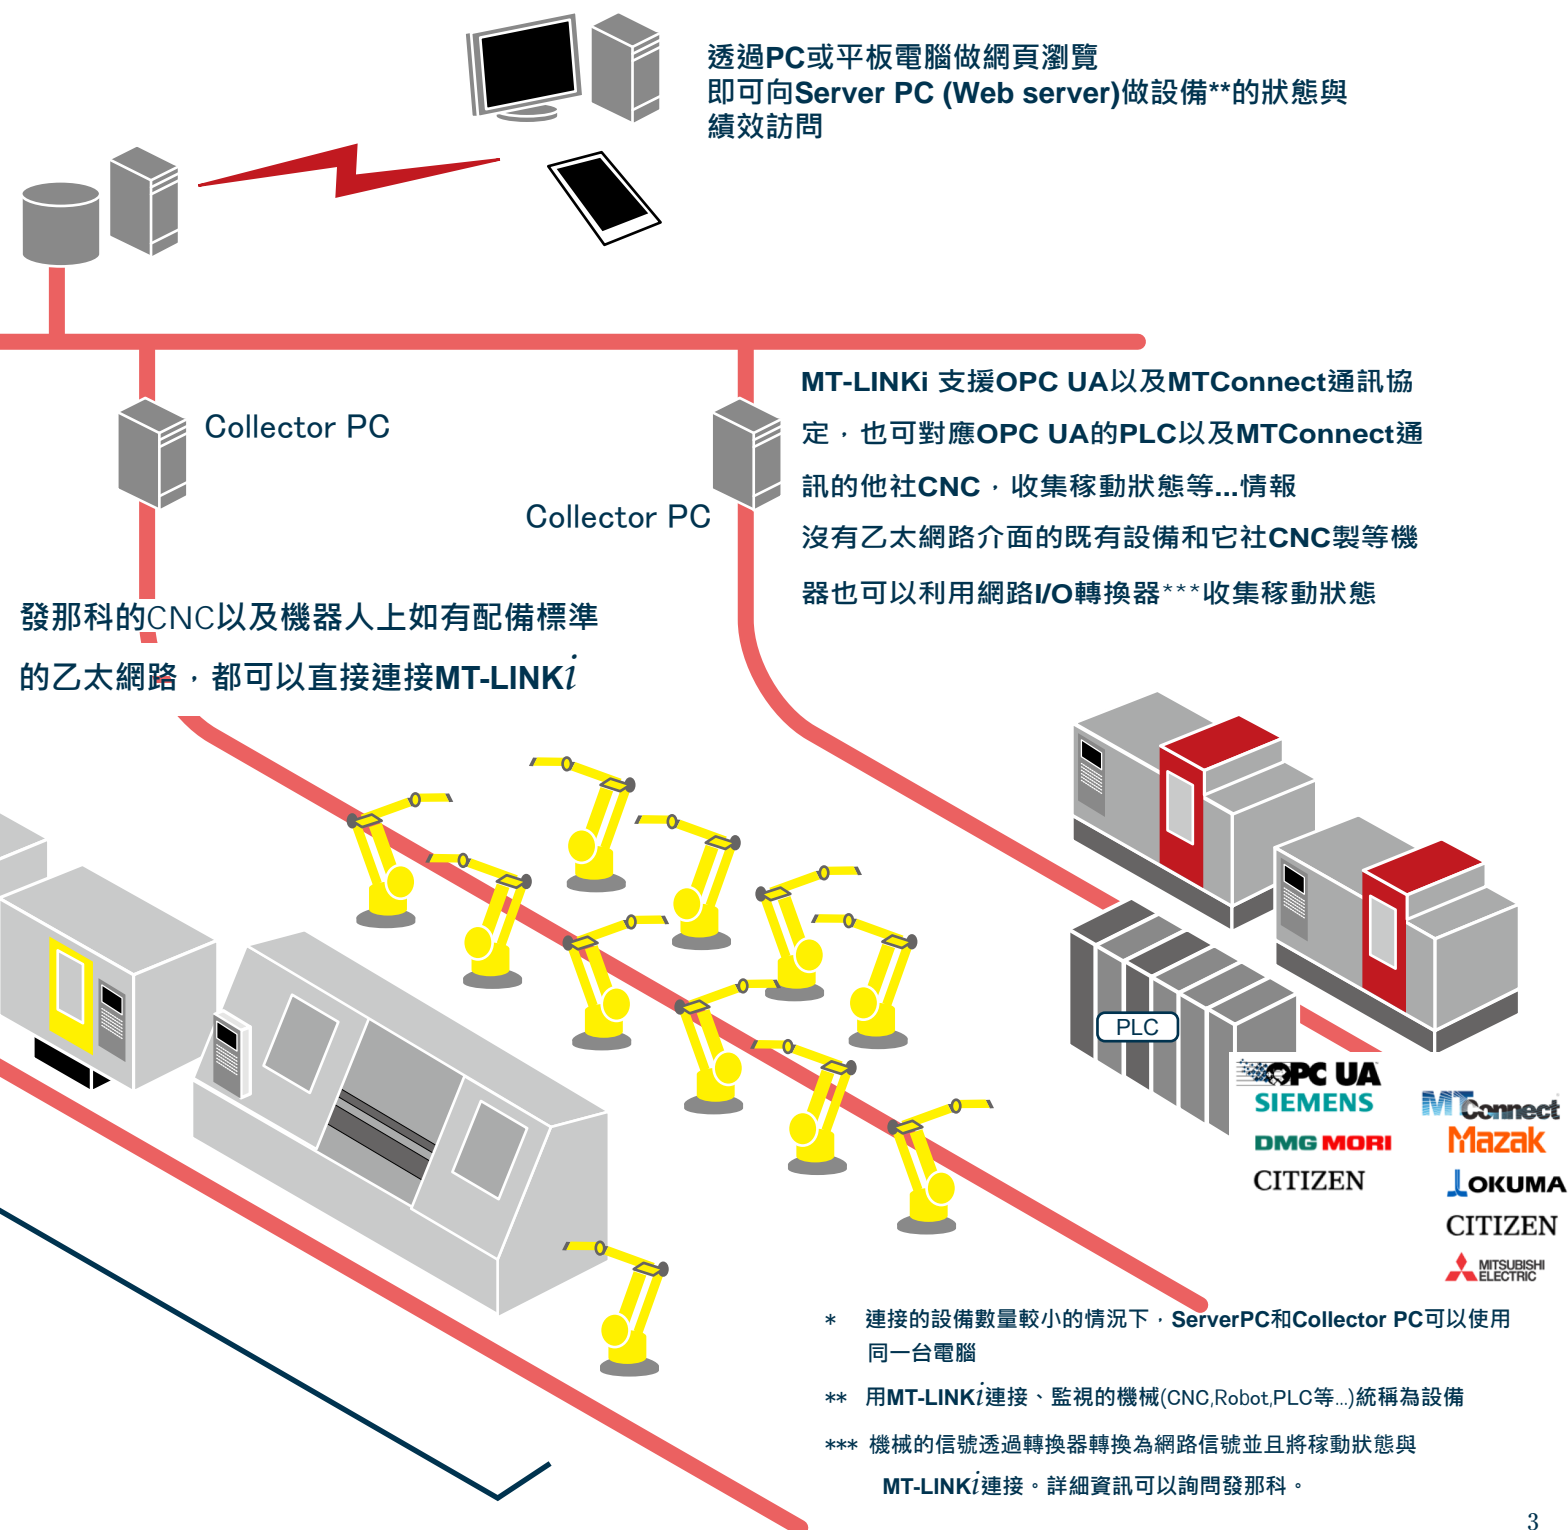 透過PC或平板電腦做網頁瀏覽
即可向Server PC (Web server)做設備**的狀態與
績效訪問
Collector PC
Collector PC
MT-LINKi 支援OPC UA以及MTConnect通訊協
定，也可對應OPC UA的PLC以及MTConnect通
訊的他社CNC，收集稼動狀態等...情報
沒有乙太網路介面的既有設備和它社CNC製等機
器也可以利用網路I/O轉換器***收集稼動狀態
發那科的CNC以及機器人上如有配備標準
的乙太網路，都可以直接連接MT-LINKi
PLC
OPC UA
SIEMENS
DMG MORI
CITIZEN
MTConnect
Mazak
OKUMA
CITIZEN
MITSUBISHI
ELECTRIC
* 連接的設備數量較小的情況下，ServerPC和Collector PC可以使用
同一台電腦
** 用MT-LINKi連接、監視的機械(CNC,Robot,PLC等...)統稱為設備
*** 機械的信號透過轉換器轉換為網路信號並且將稼動狀態與
MT-LINKi連接。詳細資訊可以詢問發那科。
3